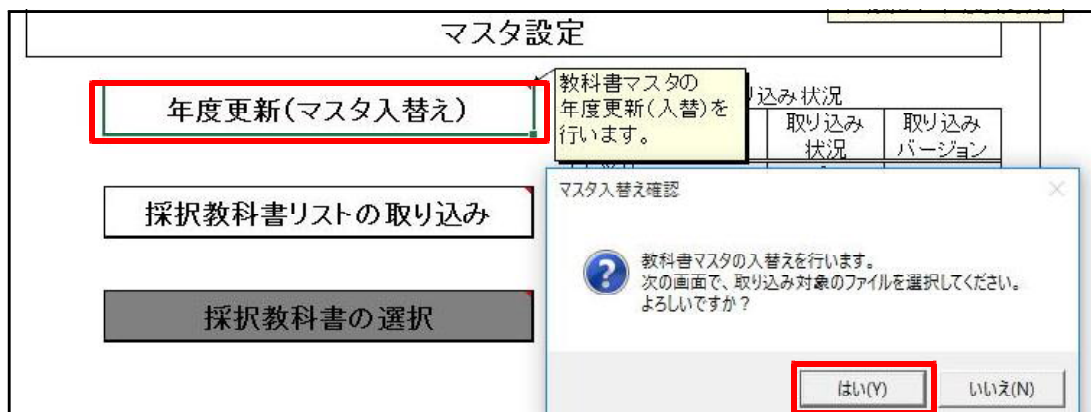 マスタ設定
年度更新(マスタ入替え)
教科書マスタの
年度更新(入替)を
行います。
り込み状況
取り込み
状況
取り込み
バージョン
採択教科書リストの取り込み
採択教科書の選択
マスタ入替え確認
教科書マスタの入替えを行います。
次の画面で、取り込み対象のファイルを選択してください。
よろしいですか？
はい(Y)
いいえ(N)